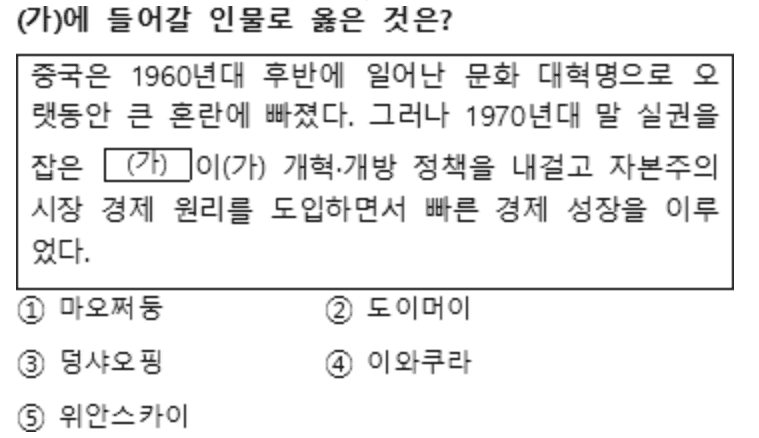 (가)에 들어갈 인물로 옳은 것은?
중국은 1960년대 후반에 일어난 문화 대혁명으로 오
랫동안 큰 혼란에 빠졌다. 그러나 1970년대 말 실권을
잡은 (가) 이(가) 개혁·개방 정책을 내걸고 자본주의
시장 경제 원리를 도입하면서 빠른 경제 성장을 이루
었다.
① 마오쩌둥 ② 도이머이
③ 덩샤오핑 ④ 이와쿠라
⑤ 위안스카이